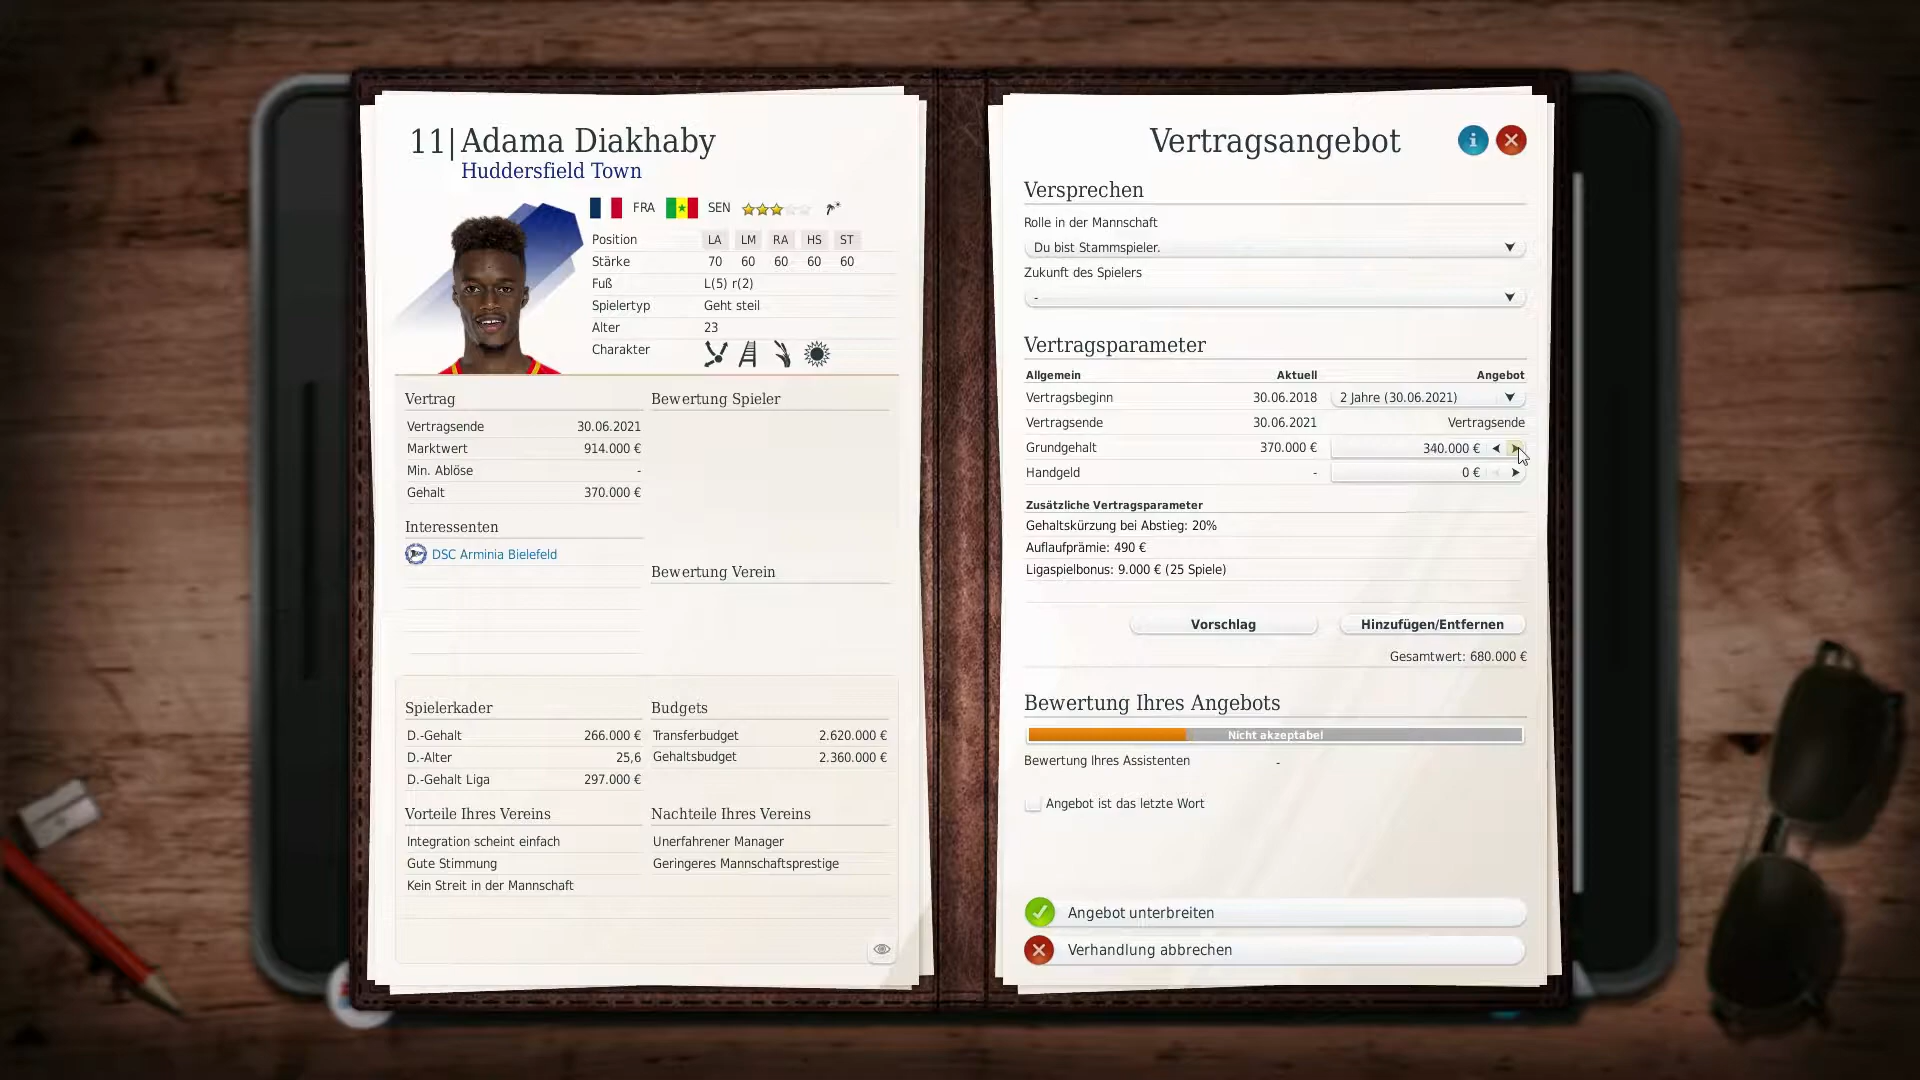 11| Adama Diakhaby
Huddersfield Town
FRA SEN
Position LA LM RA HS ST
Stärke 70 60 60 60 60
Fuß L(5) r(2)
Spielertyp Geht steil
Alter 23
Charakter
Vertrag
Vertragsende 30.06.2021
Marktwert 914.000 €
Min. Ablöse -
Gehalt 370.000 €
Interessenten
DSC Arminia Bielefeld
Bewertung Spieler
Bewertung Verein
Spielerkader
D.-Gehalt 266.000 €
D.-Alter 25,6
D.-Gehalt Liga 297.000 €
Budgets
Transferbudget 2.620.000 €
Gehaltsbudget 2.360.000 €
Vorteile Ihres Vereins
Integration scheint einfach
Gute Stimmung
Kein Streit in der Mannschaft
Nachteile Ihres Vereins
Unerfahrener Manager
Geringeres Mannschaftsprestige
Vertragsangebot
Versprechen
Rolle in der Mannschaft
Du bist Stammspieler.
Zukunft des Spielers
-
Vertragsparameter
Allgemein Aktuell Angebot
Vertragsbeginn 30.06.2018 2 Jahre (30.06.2021)
Vertragsende 30.06.2021 Vertragsende
Grundgehalt 370.000 € 340.000 €
Handgeld - 0 €
Zusätzliche Vertragsparameter
Gehaltskürzung bei Abstieg: 20%
Auflaufprämie: 490 €
Ligaspielbonus: 9.000 € (25 Spiele)
Vorschlag Hinzufügen/Entfernen
Gesamtwert: 680.000 €
Bewertung Ihres Angebots
Nicht akzeptabel
Bewertung Ihres Assistenten -
Angebot ist das letzte Wort
Angebot unterbreiten
Verhandlung abbrechen